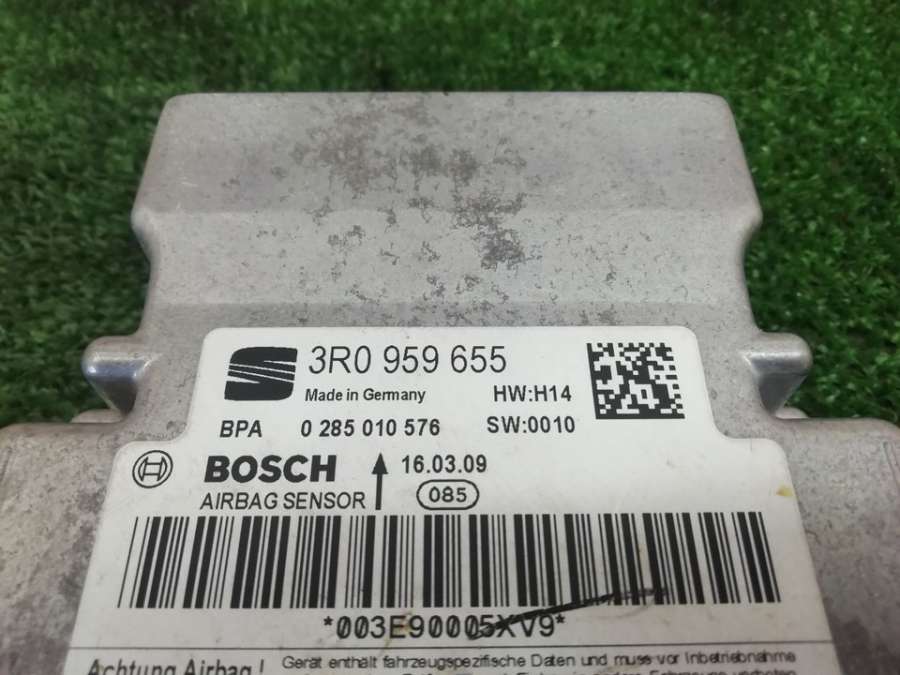 3R0 959 655
Made in Germany HW:H14
BPA 0 285 010 576 SW:0010
BOSCH 16.03.09
AIRBAG SENSOR 085
*003E90005XV9*
Achtung Airbag! Gerät enthält fahrzeugspezifische Daten und muss vor Inbetriebnahme